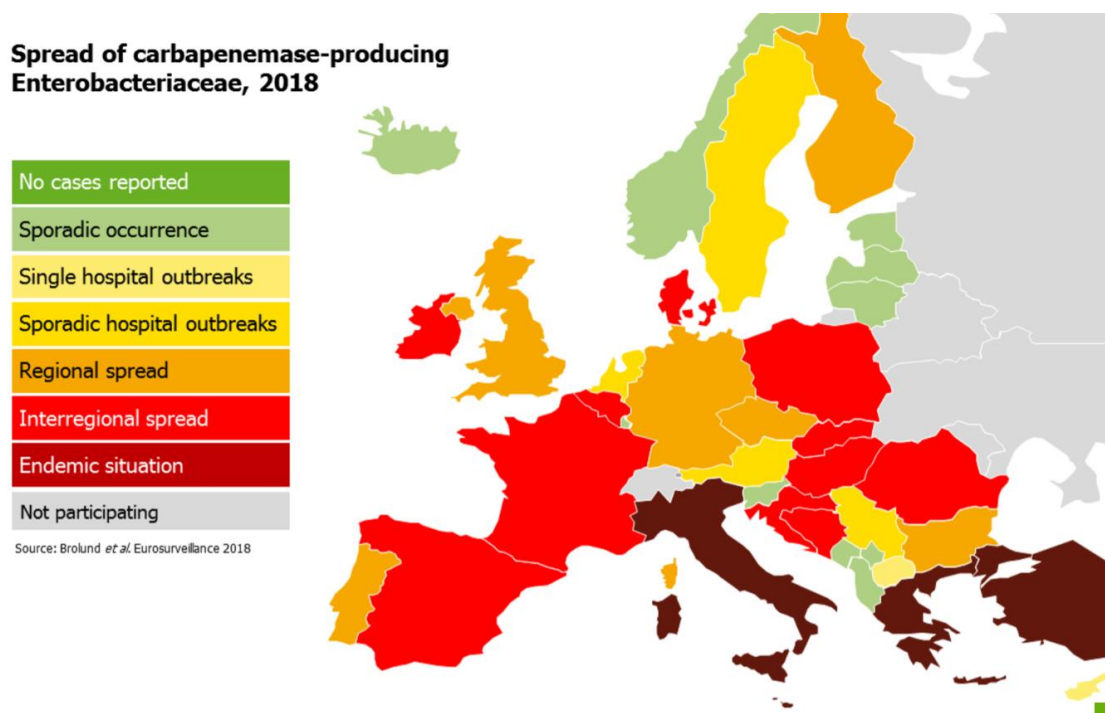 Spread of carbapenemase-producing
Enterobacteriaceae, 2018
No cases reported
Sporadic occurrence
Single hospital outbreaks
Sporadic hospital outbreaks
Regional spread
Interregional spread
Endemic situation
Not participating
Source: Brolund et al. Eurosurveillance 2018